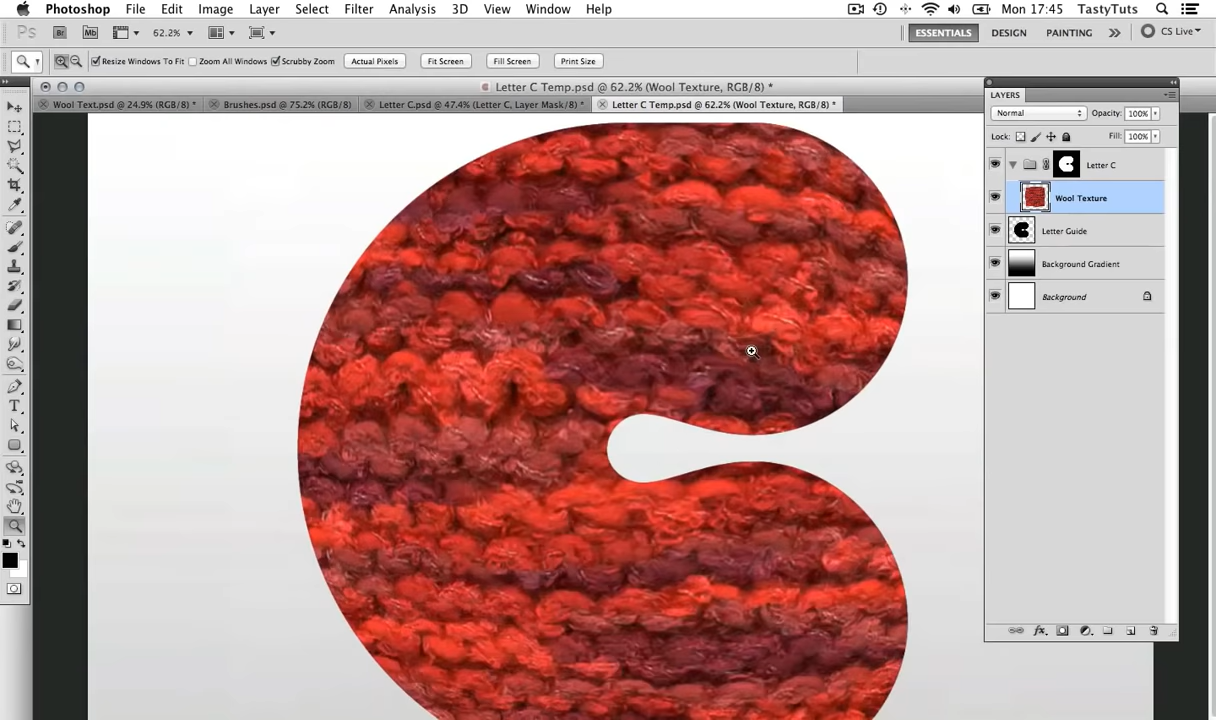 Photoshop File Edit Image Layer Select Filter Analysis 3D View Window Help Mon 17:45 TastyTuts
Ps Br Mb 62.2% ESSENTIALS DESIGN PAINTING >> CS Live
Resize Windows To Fit Zoom All Windows Scrubby Zoom Actual Pixels Fit Screen Fill Screen Print Size
Letter C Temp.psd @ 62.2% (Wool Texture, RGB/8) *
Wool Text.psd @ 24.9% (RGB/8) * Brushes.psd @ 75.2% (RGB/8) Letter C.psd @ 47.4% (Letter C, Layer Mask/8) * Letter C Temp.psd @ 62.2% (Wool Texture, RGB/8) *
LAYERS
Normal Opacity: 100%
Lock: Fill: 100%
Letter C
Wool Texture
Letter Guide
Background Gradient
Background